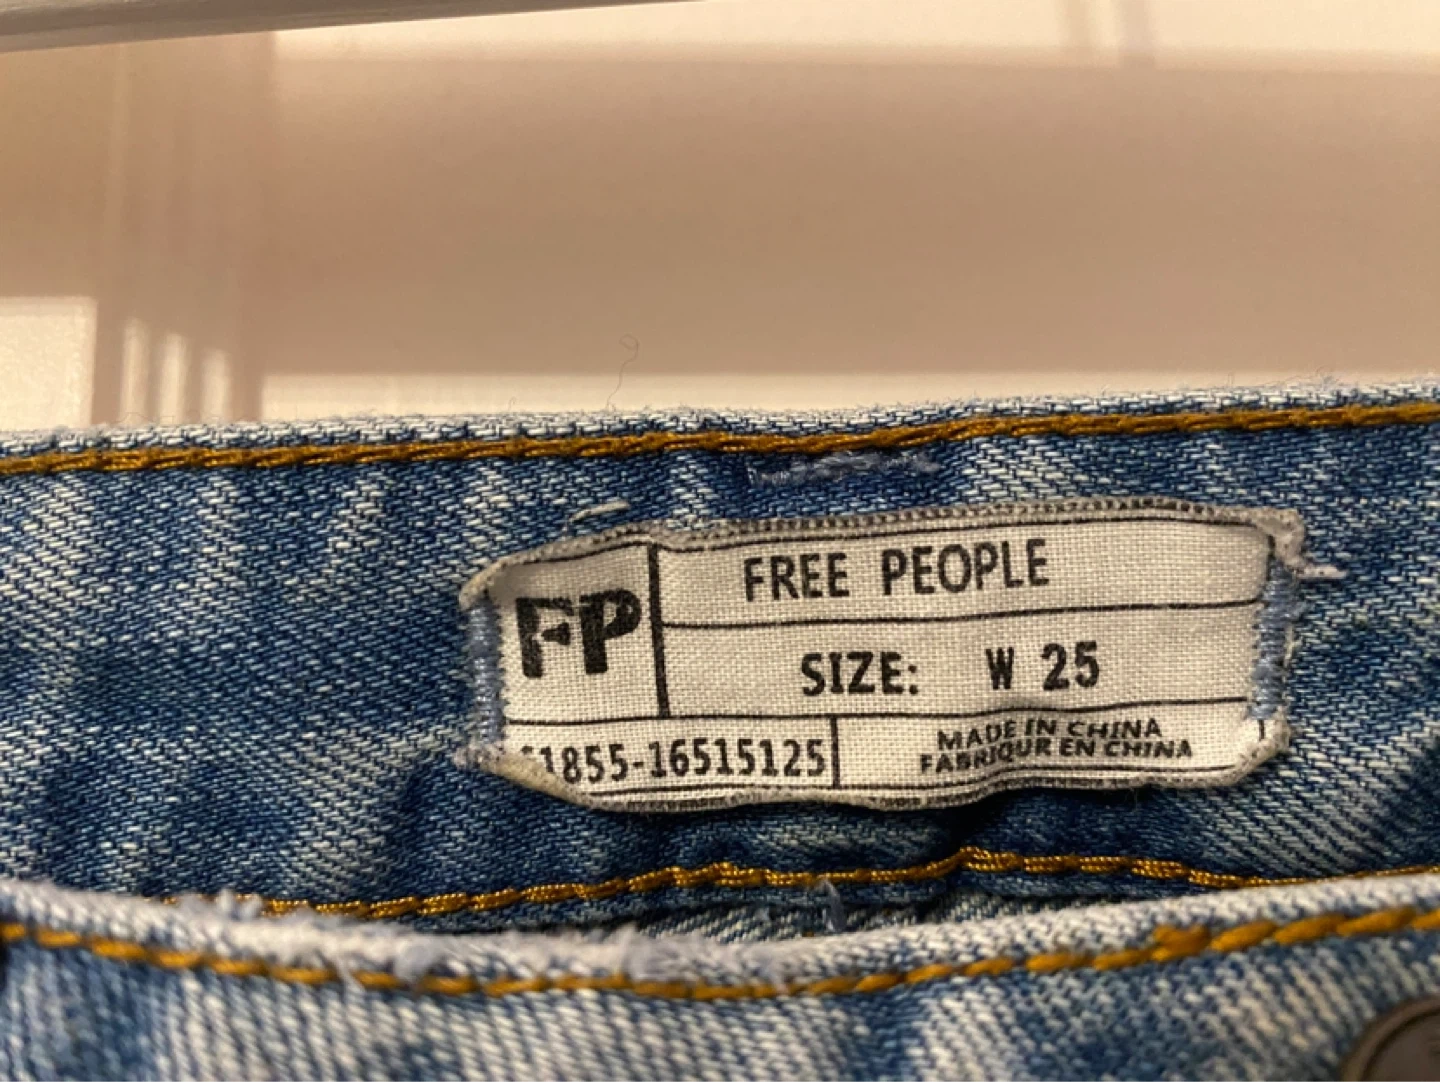 FP
FREE PEOPLE
SIZE: W 25
1855-16515125
MADE IN CHINA
FABRIQUR EN CHINA